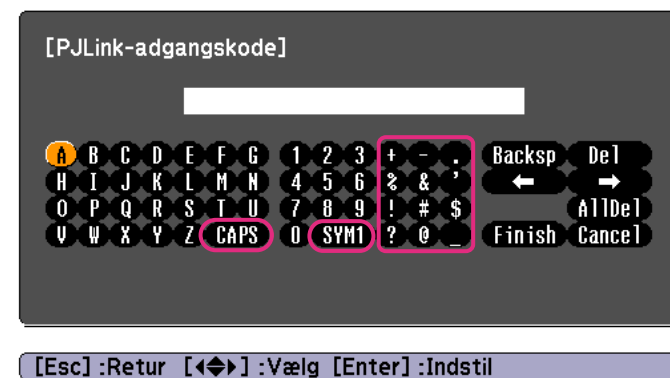 [PJLink-adgangskode]
A B C D E F G 1 2 3 + - . Backsp Del
H I J K L M N 4 5 6 % & ' ← →
O P Q R S T U 7 8 9 ! # $ AllDel
V W X Y Z CAPS 0 SYM1 ? @ _ Finish Cancel
[Esc] :Retur [◀◆▶] :Vælg [Enter] :Indstil